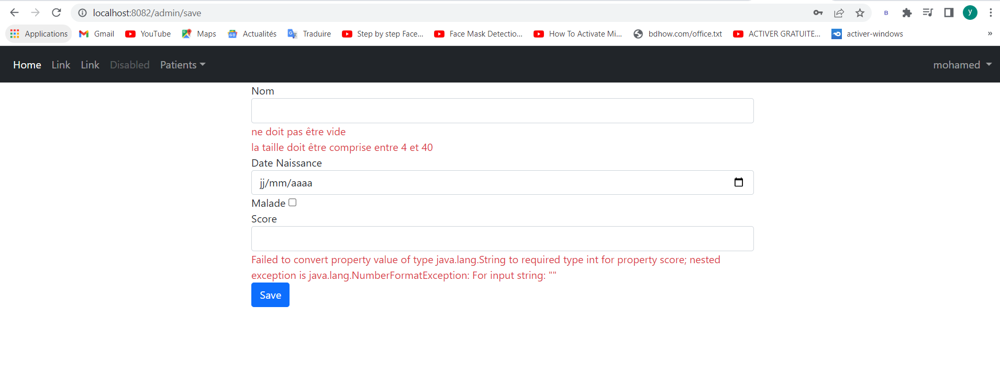 localhost:8082/admin/save
B
y
Applications Gmail YouTube Maps Actualités Traduire Step by step Face... Face Mask Detectio... How To Activate Mi... bdhow.com/office.txt ACTIVER GRATUITE... activer-windows »
Home Link Link Disabled Patients mohamed
Nom
ne doit pas être vide
la taille doit être comprise entre 4 et 40
Date Naissance
jj/mm/aaaa
Malade
Score
Failed to convert property value of type java.lang.String to required type int for property score; nested
exception is java.lang.NumberFormatException: For input string: ""
Save